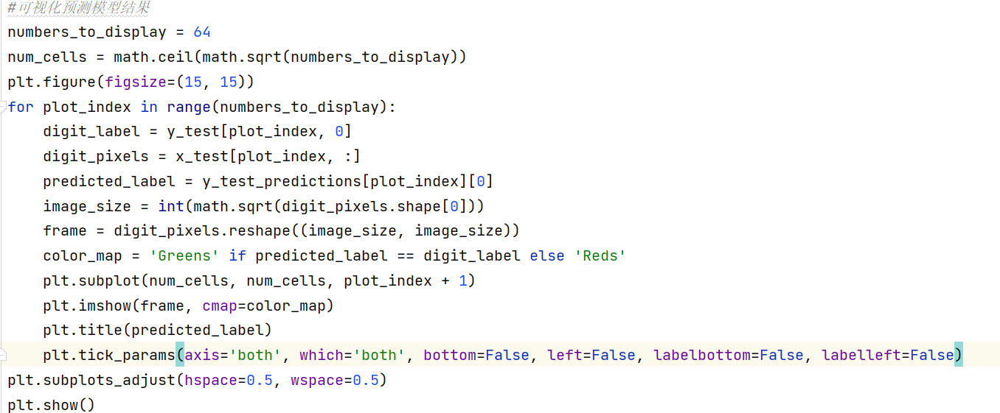 #可视化预测模型结果
numbers_to_display = 64
num_cells = math.ceil(math.sqrt(numbers_to_display))
plt.figure(figsize=(15, 15))
for plot_index in range(numbers_to_display):
    digit_label = y_test[plot_index, 0]
    digit_pixels = x_test[plot_index, :]
    predicted_label = y_test_predictions[plot_index][0]
    image_size = int(math.sqrt(digit_pixels.shape[0]))
    frame = digit_pixels.reshape((image_size, image_size))
    color_map = 'Greens' if predicted_label == digit_label else 'Reds'
    plt.subplot(num_cells, num_cells, plot_index + 1)
    plt.imshow(frame, cmap=color_map)
    plt.title(predicted_label)
    plt.tick_params(axis='both', which='both', bottom=False, left=False, labelbottom=False, labelleft=False)
plt.subplots_adjust(hspace=0.5, wspace=0.5)
plt.show()